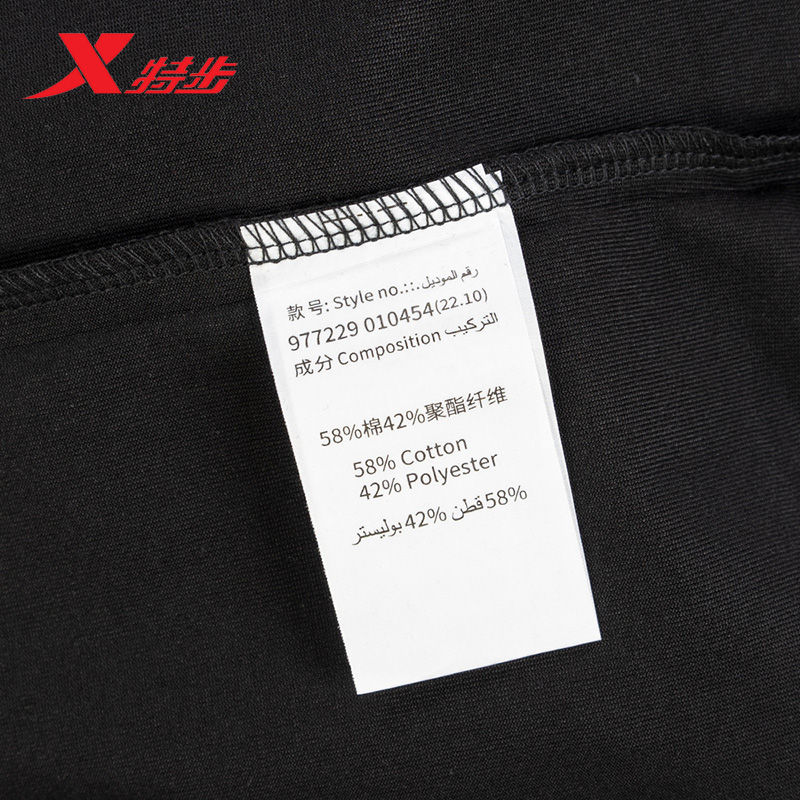 特步
款号: Style no.::. رقم الموديل
977229 010454(22.10)
成分 Composition التركيب
58%棉42%聚酯纤维
58% Cotton
42% Polyester
58% قطن 42% بوليستر